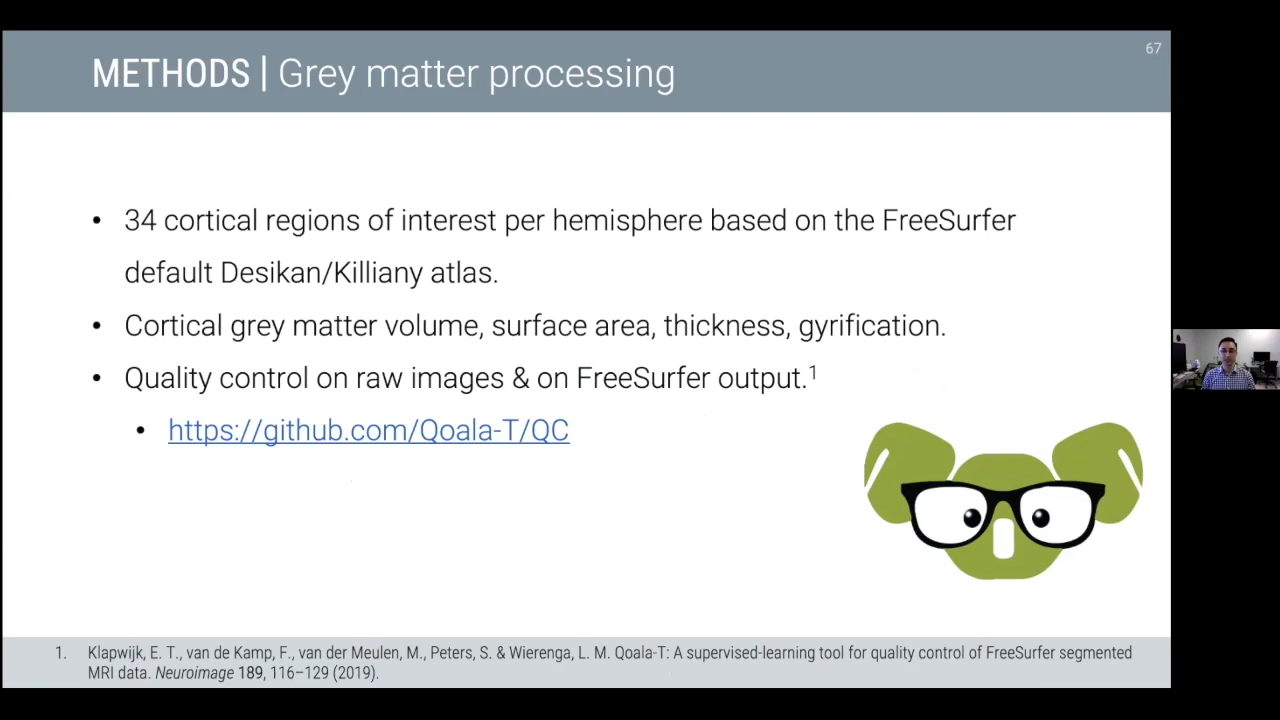 67
METHODS | Grey matter processing
• 34 cortical regions of interest per hemisphere based on the FreeSurfer
default Desikan/Killiany atlas.
• Cortical grey matter volume, surface area, thickness, gyrification.
• Quality control on raw images & on FreeSurfer output.¹
• https://github.com/Qoala-T/QC
1. Klapwijk, E. T., van de Kamp, F., van der Meulen, M., Peters, S. & Wierenga, L. M. Qoala-T: A supervised-learning tool for quality control of FreeSurfer segmented
MRI data. Neuroimage 189, 116–129 (2019).